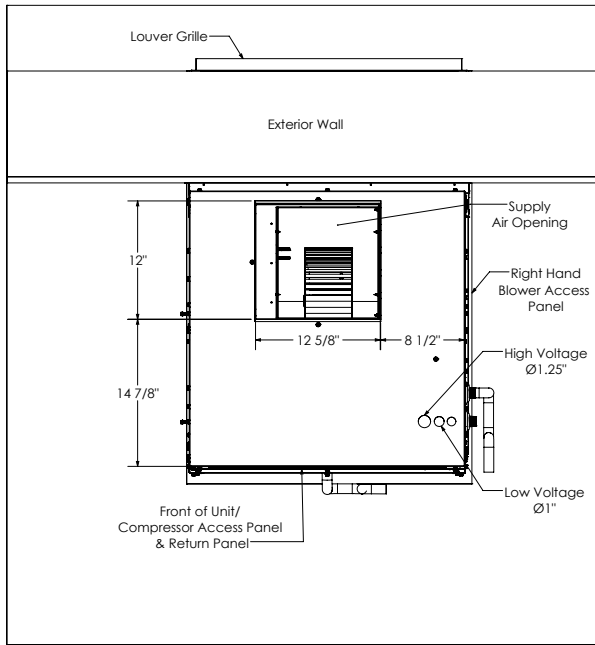 Louver Grille
Exterior Wall
Supply
Air Opening
12"
Right Hand
Blower Access
Panel
12 5/8"
8 1/2"
High Voltage
Ø1.25"
14 7/8"
Low Voltage
Ø1"
Front of Unit/
Compressor Access Panel
& Return Panel